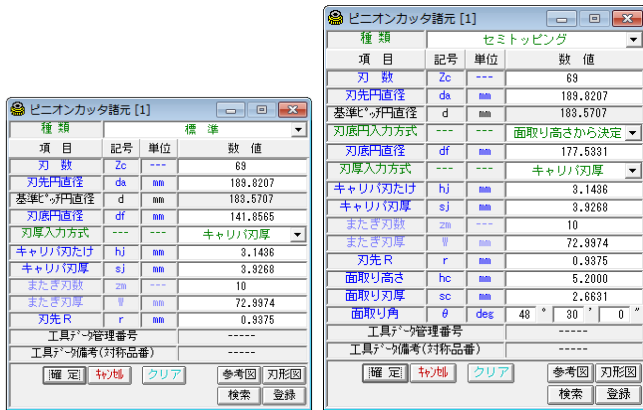 ピニオンカッタ諸元 [1]
種 類 標 準
項 目 記号 単位 数 値
刃 数 Zc --- 69
刃先円直径 da mm 189.8207
基準ピッチ円直径 d mm 183.5707
刃底円直径 df mm 141.8565
刃厚入力方式 --- --- キャリパ刃厚
キャリパ刃たけ hj mm 3.1436
キャリパ刃厚 sj mm 3.9268
またぎ刃数 zm --- 10
またぎ刃厚 W mm 72.9974
刃先R r mm 0.9375
工具データ管理番号 -----
工具データ備考(対称品番) -----
確 定 キャンセル クリア 参考図 刃形図
検索 登録
ピニオンカッタ諸元 [1]
種 類 セミトッピング
項 目 記号 単位 数 値
刃 数 Zc --- 69
刃先円直径 da mm 189.8207
基準ピッチ円直径 d mm 183.5707
刃底円入力方式 --- --- 面取り高さから決定
刃底円直径 df mm 177.5331
刃厚入力方式 --- --- キャリパ刃厚
キャリパ刃たけ hj mm 3.1436
キャリパ刃厚 sj mm 3.9268
またぎ刃数 zm --- 10
またぎ刃厚 W mm 72.9974
刃先R r mm 0.9375
面取り高さ hc mm 5.2000
面取り刃厚 sc mm 2.6631
面取り角 θ deg 48 ° 30 ' 0 "
工具データ管理番号 -----
工具データ備考(対称品番) -----
確 定 キャンセル クリア 参考図 刃形図
検索 登録